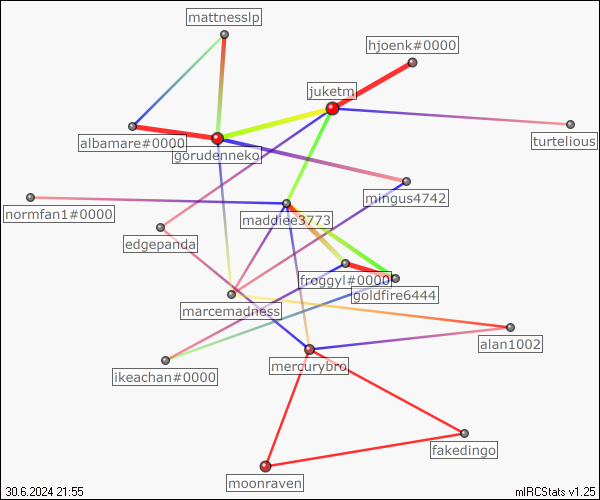 mattnesslp
hjoenk#0000
juketm
albamare#0000
turtelious
gorudenneko
mingus4742
normfan1#0000
maddiee3773
edgepanda
froggyl#0000
goldfire6444
marcemadness
alan1002
mercurybro
ikeachan#0000
fakedingo
moonraven
30.6.2024 21:55
mIRCStats v1.25